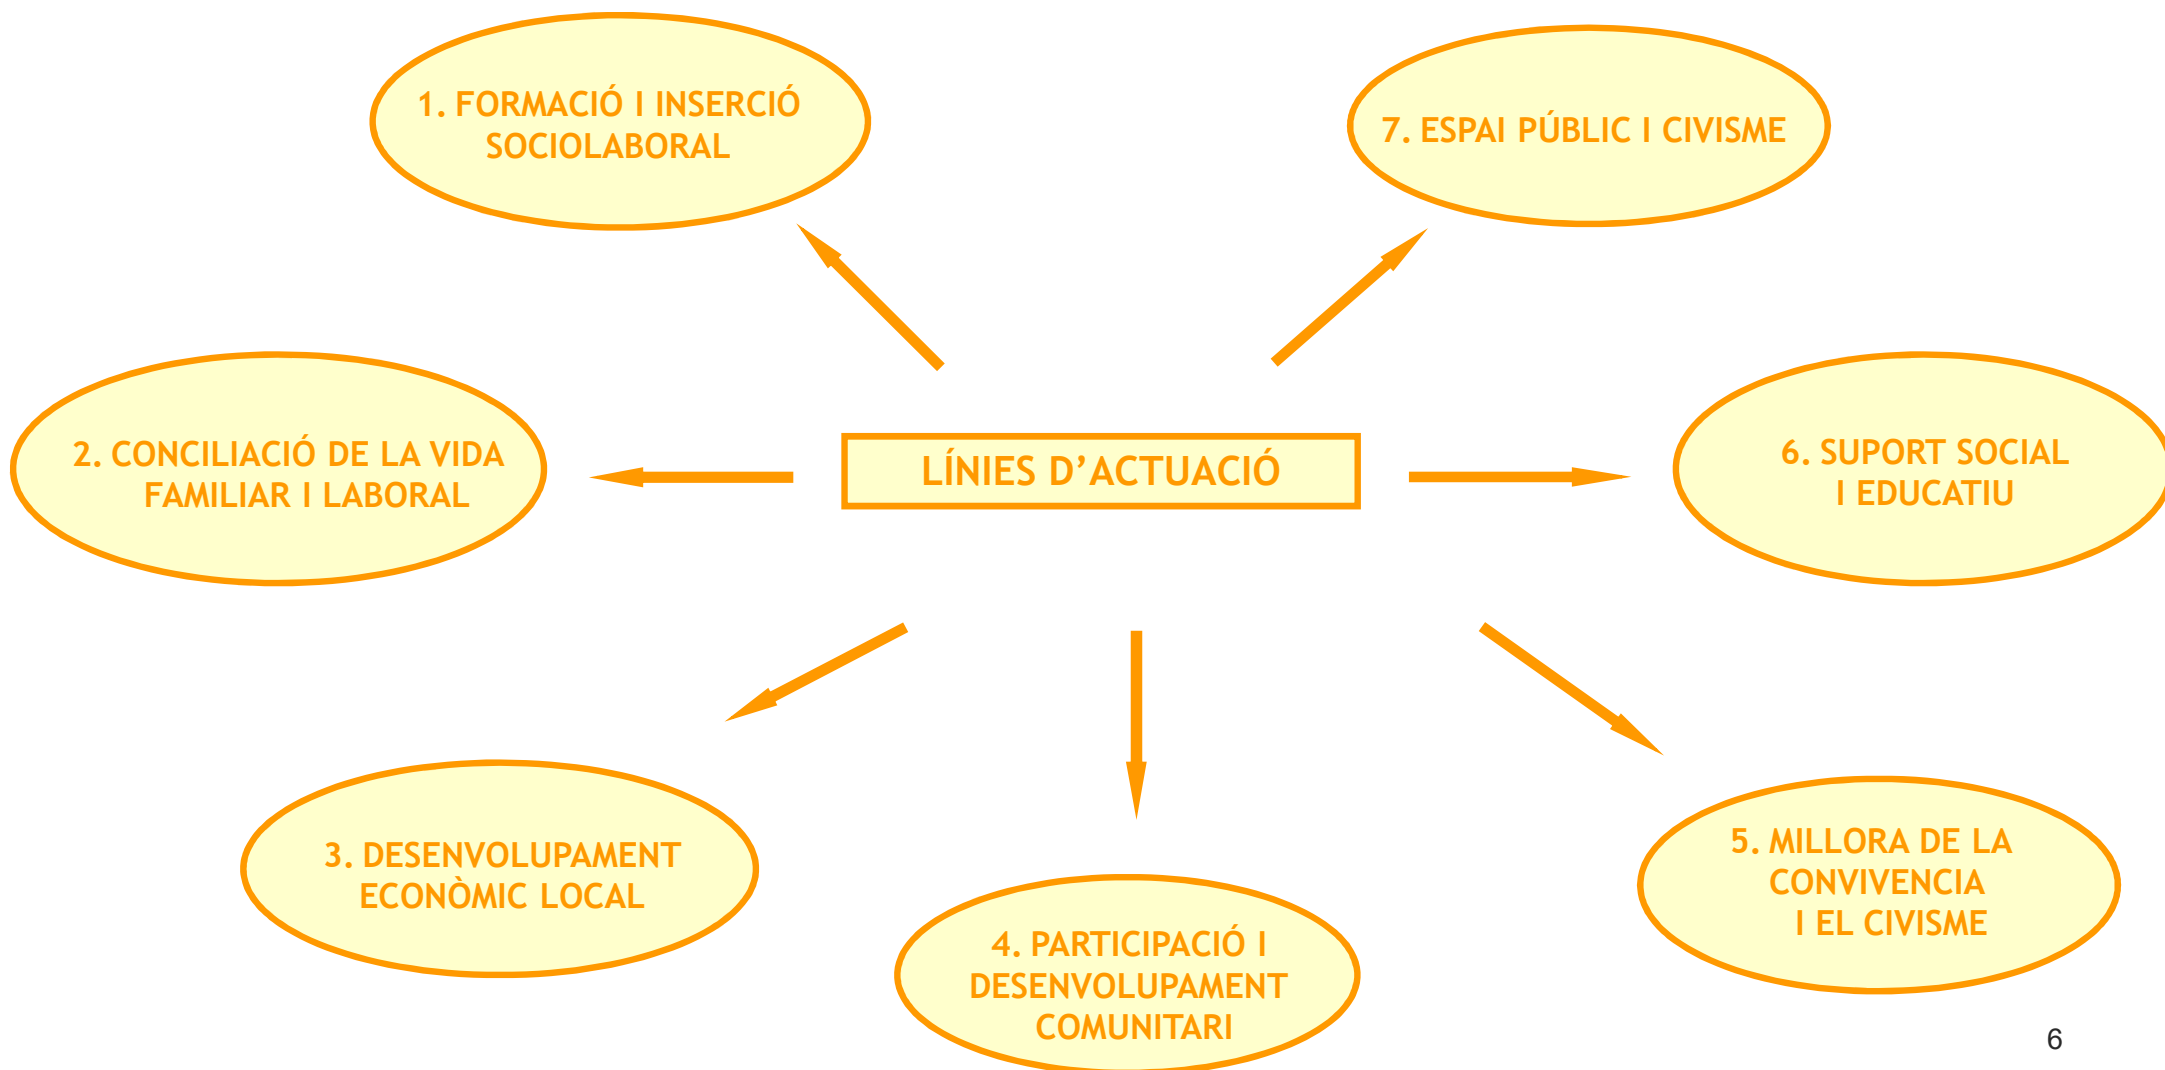 1. FORMACIÓ I INSERCIÓ
SOCIOLABORAL
7. ESPAI PÚBLIC I CIVISME
2. CONCILIACIÓ DE LA VIDA
FAMILIAR I LABORAL
LÍNIES D’ACTUACIÓ
6. SUPORT SOCIAL
I EDUCATIU
3. DESENVOLUPAMENT
ECONÒMIC LOCAL
4. PARTICIPACIÓ I
DESENVOLUPAMENT
COMUNITARI
5. MILLORA DE LA
CONVIVENCIA
I EL CIVISME
6